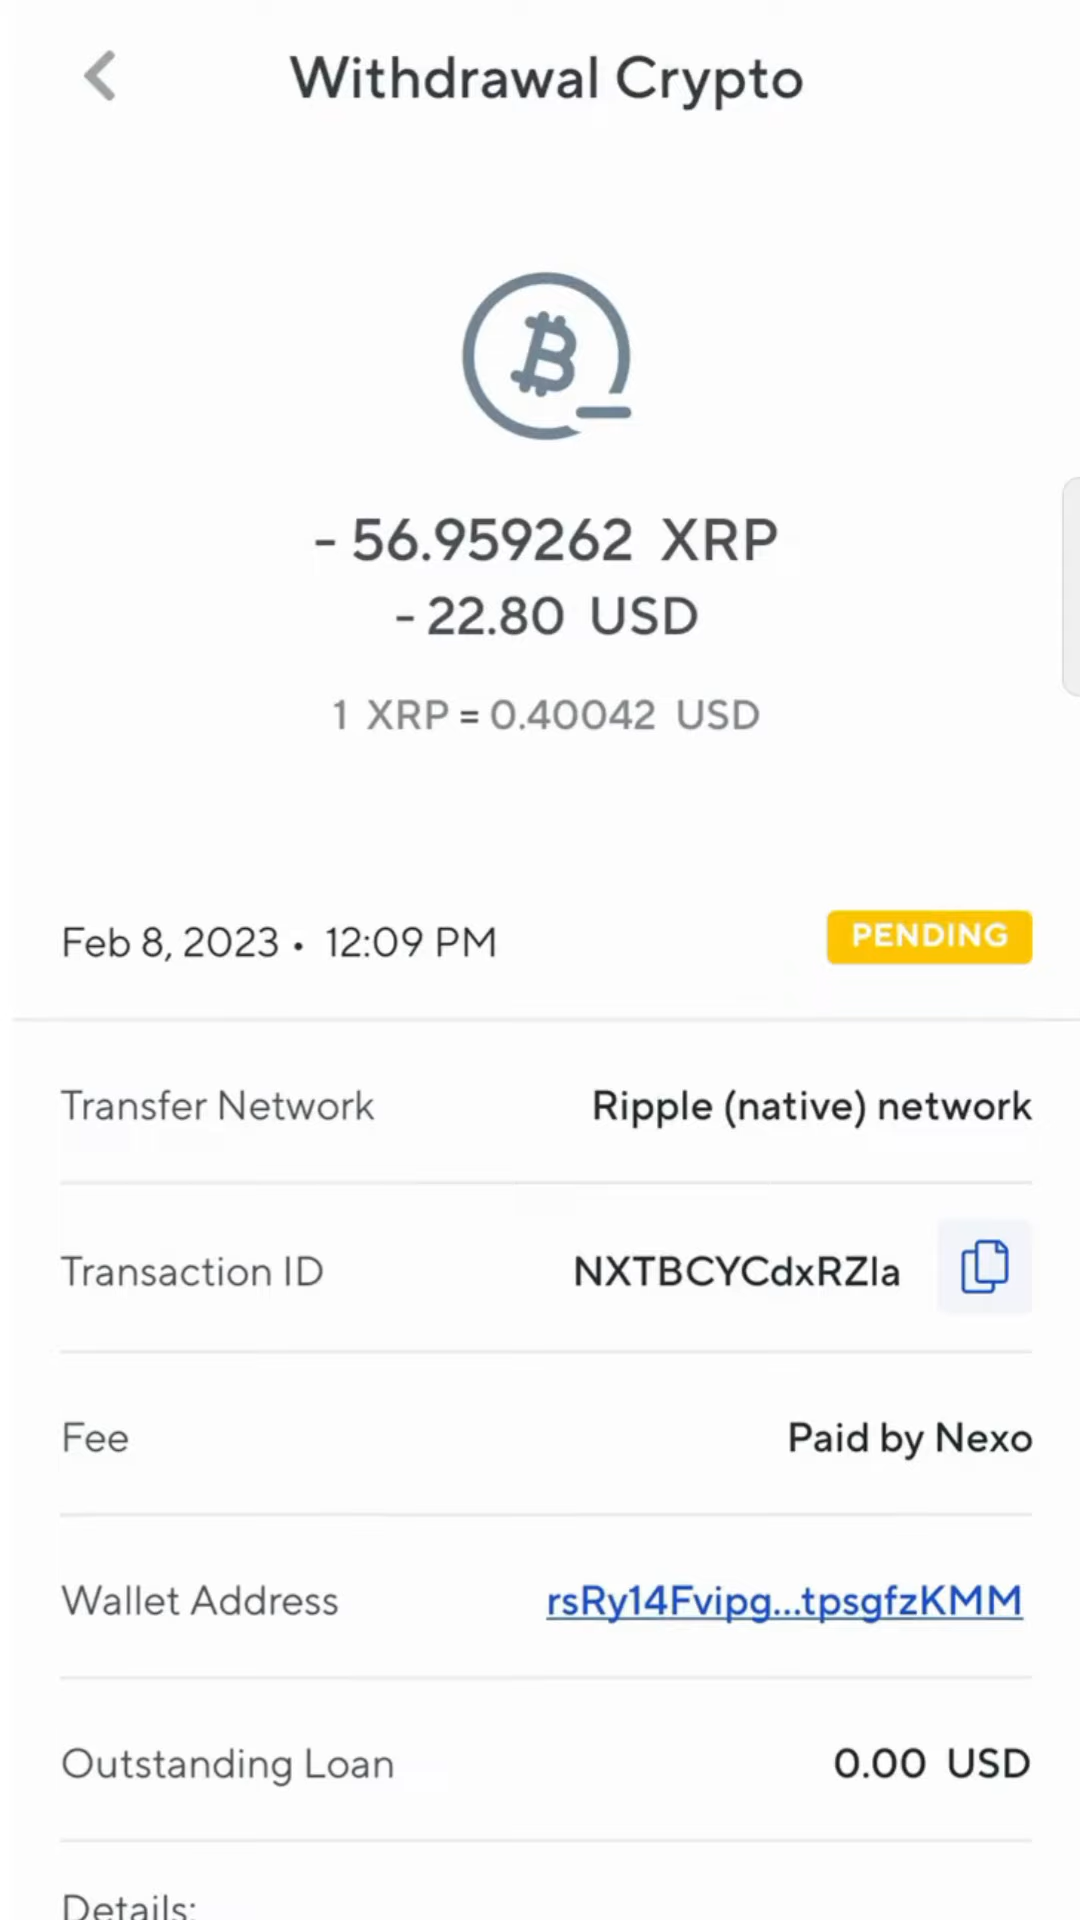 Withdrawal Crypto
- 56.959262 XRP
- 22.80 USD
1 XRP = 0.40042 USD
Feb 8, 2023 • 12:09 PM PENDING
Transfer Network Ripple (native) network
Transaction ID NXTBCYCdxRZla
Fee Paid by Nexo
Wallet Address rsRy14Fvipg...tpsgfzKMM
Outstanding Loan 0.00 USD
Details: